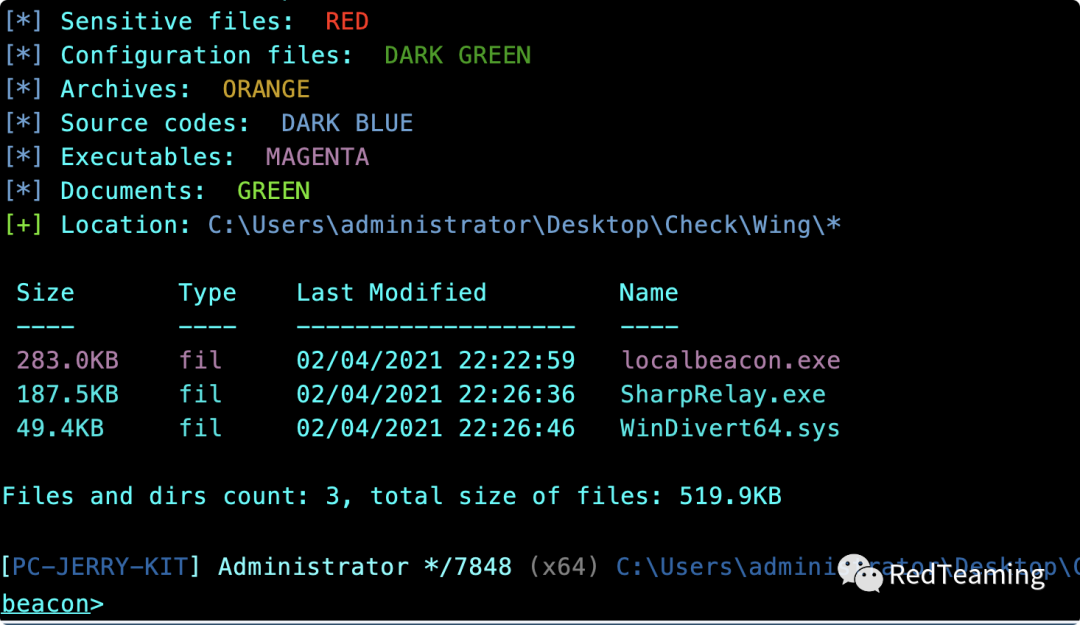 [*] Sensitive files:  RED
[*] Configuration files:  DARK GREEN
[*] Archives:  ORANGE
[*] Source codes:  DARK BLUE
[*] Executables:  MAGENTA
[*] Documents:  GREEN
[+] Location: C:\Users\administrator\Desktop\Check\Wing\*
Size Type Last Modified Name
---- ---- ------------------- ----
283.0KB fil 02/04/2021 22:22:59 localbeacon.exe
187.5KB fil 02/04/2021 22:26:36 SharpRelay.exe
49.4KB fil 02/04/2021 22:26:46 WinDivert64.sys
Files and dirs count: 3, total size of files: 519.9KB
[PC-JERRY-KIT] Administrator */7848 (x64) C:\Users\administrator\Desktop\C
RedTeaming
beacon>